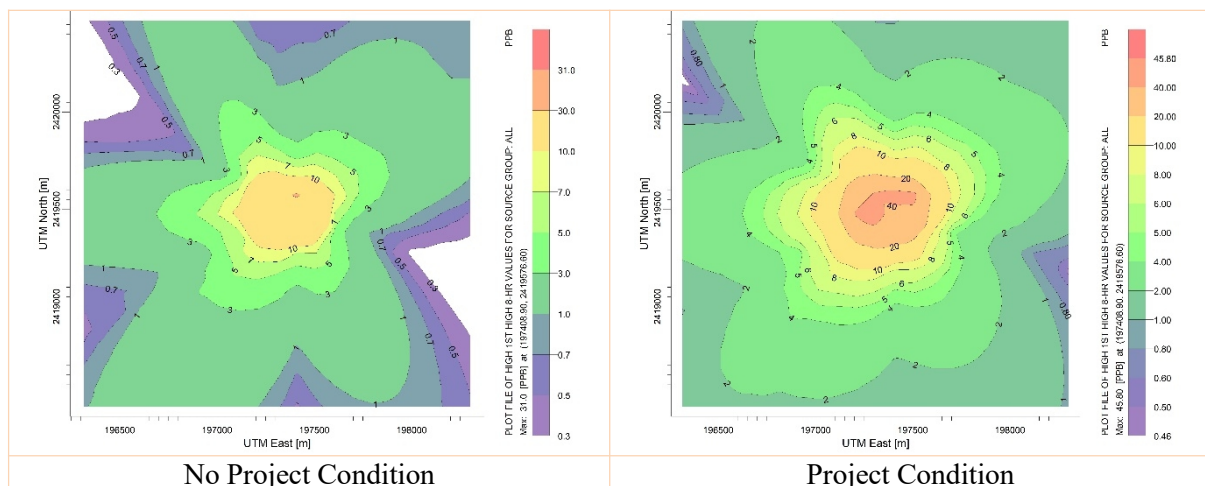 PPB
31.0
30.0
10.0
7.0
5.0
3.0
1.0
0.7
0.5
0.3
PLOT FILE OF HIGH 1ST HIGH 8-HR VALUES FOR SOURCE GROUP: ALL
Max: 31.0 [PPB] at (197408.90, 2419576.60)
UTM North [m]
2420000
2419500
2419000
196500 197000 197500 198000
UTM East [m]
No Project Condition
PPB
45.80
40.00
20.00
10.00
8.00
6.00
4.00
2.00
1.00
0.80
0.60
0.50
0.46
PLOT FILE OF HIGH 1ST HIGH 8-HR VALUES FOR SOURCE GROUP: ALL
Max: 45.80 [PPB] at (197408.90, 2419576.60)
UTM North [m]
2420000
2419500
2419000
196500 197000 197500 198000
UTM East [m]
Project Condition